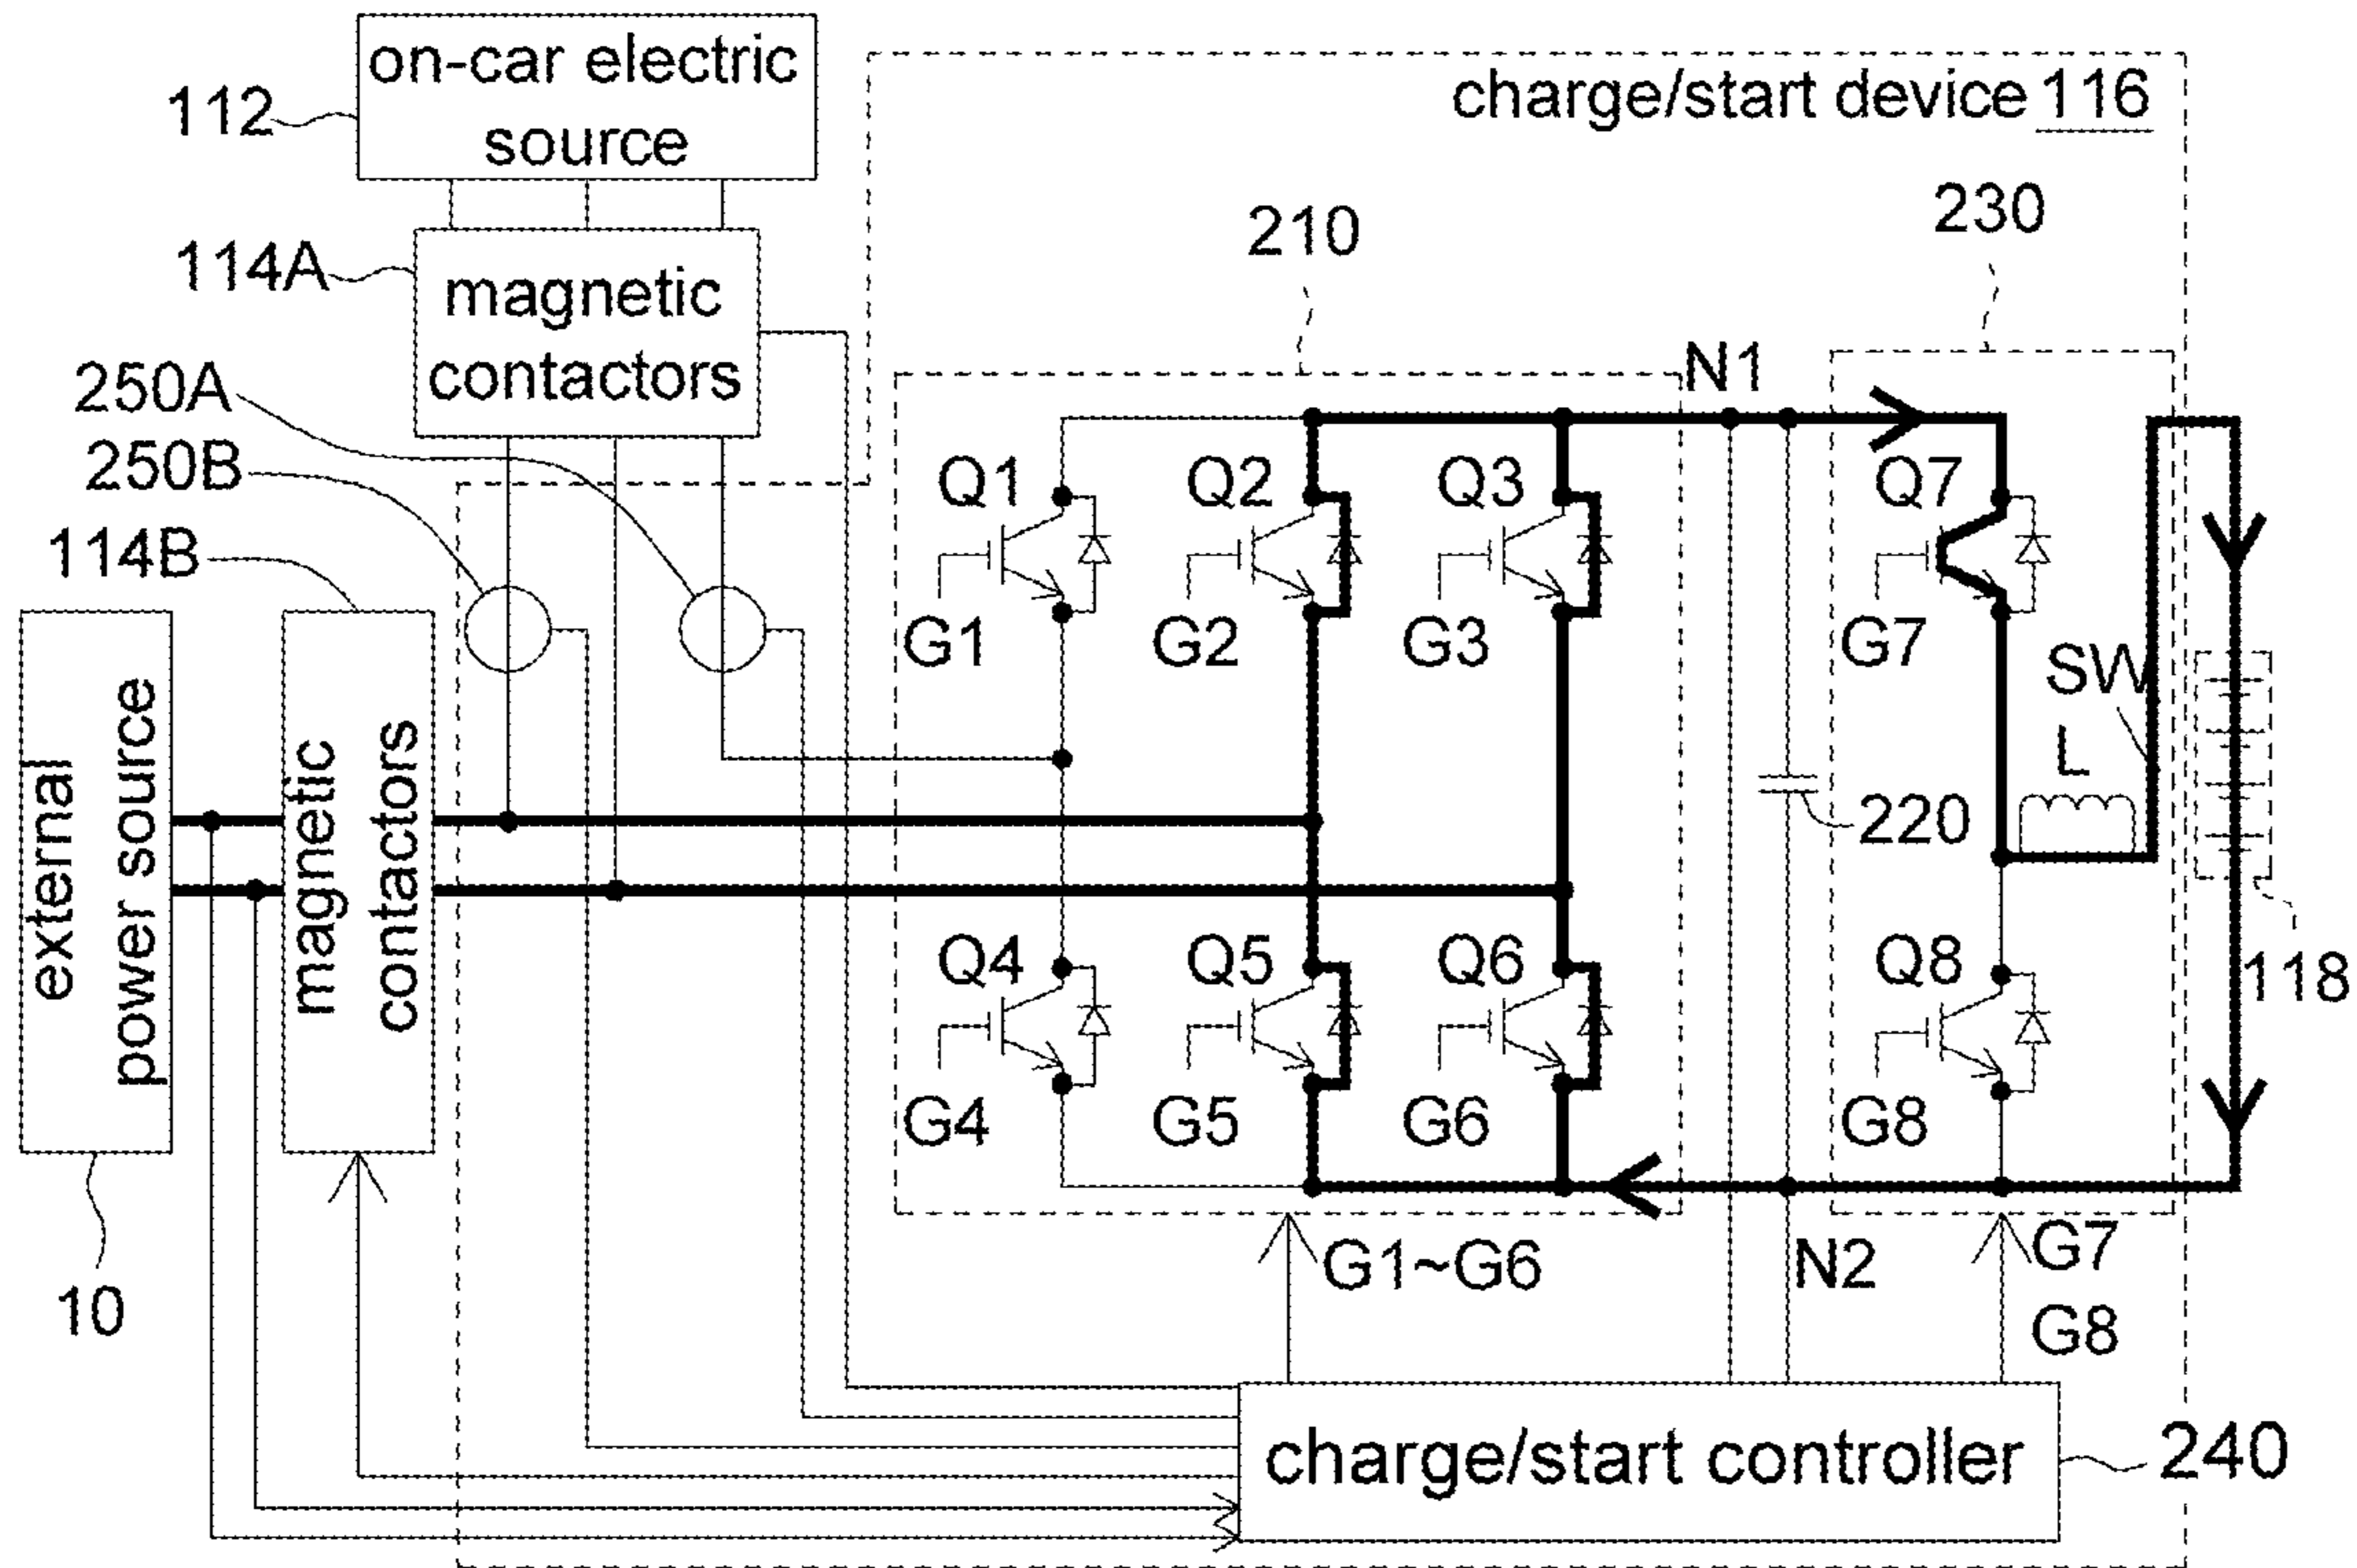 on-car electric
source
112
charge/start device 116
114A
magnetic
contactors
210
230
250A
250B
114B
N1
Q1
Q2
Q3
Q7
G1
G2
G3
G7
SW
L
external
power source
magnetic
contactors
220
Q4
Q5
Q6
Q8
118
G4
G5
G6
G8
10
G1~G6
N2
G7
G8
charge/start controller
240